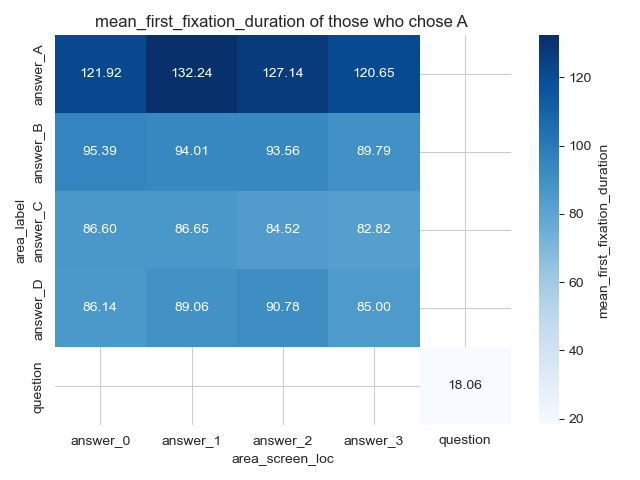 mean_first_fixation_duration of those who chose A
area_label
answer_A
121.92 132.24 127.14 120.65
answer_B
95.39 94.01 93.56 89.79
answer_C
86.60 86.65 84.52 82.82
answer_D
86.14 89.06 90.78 85.00
question
18.06
answer_0 answer_1 answer_2 answer_3 question
area_screen_loc
120
100
80
60
40
20
mean_first_fixation_duration